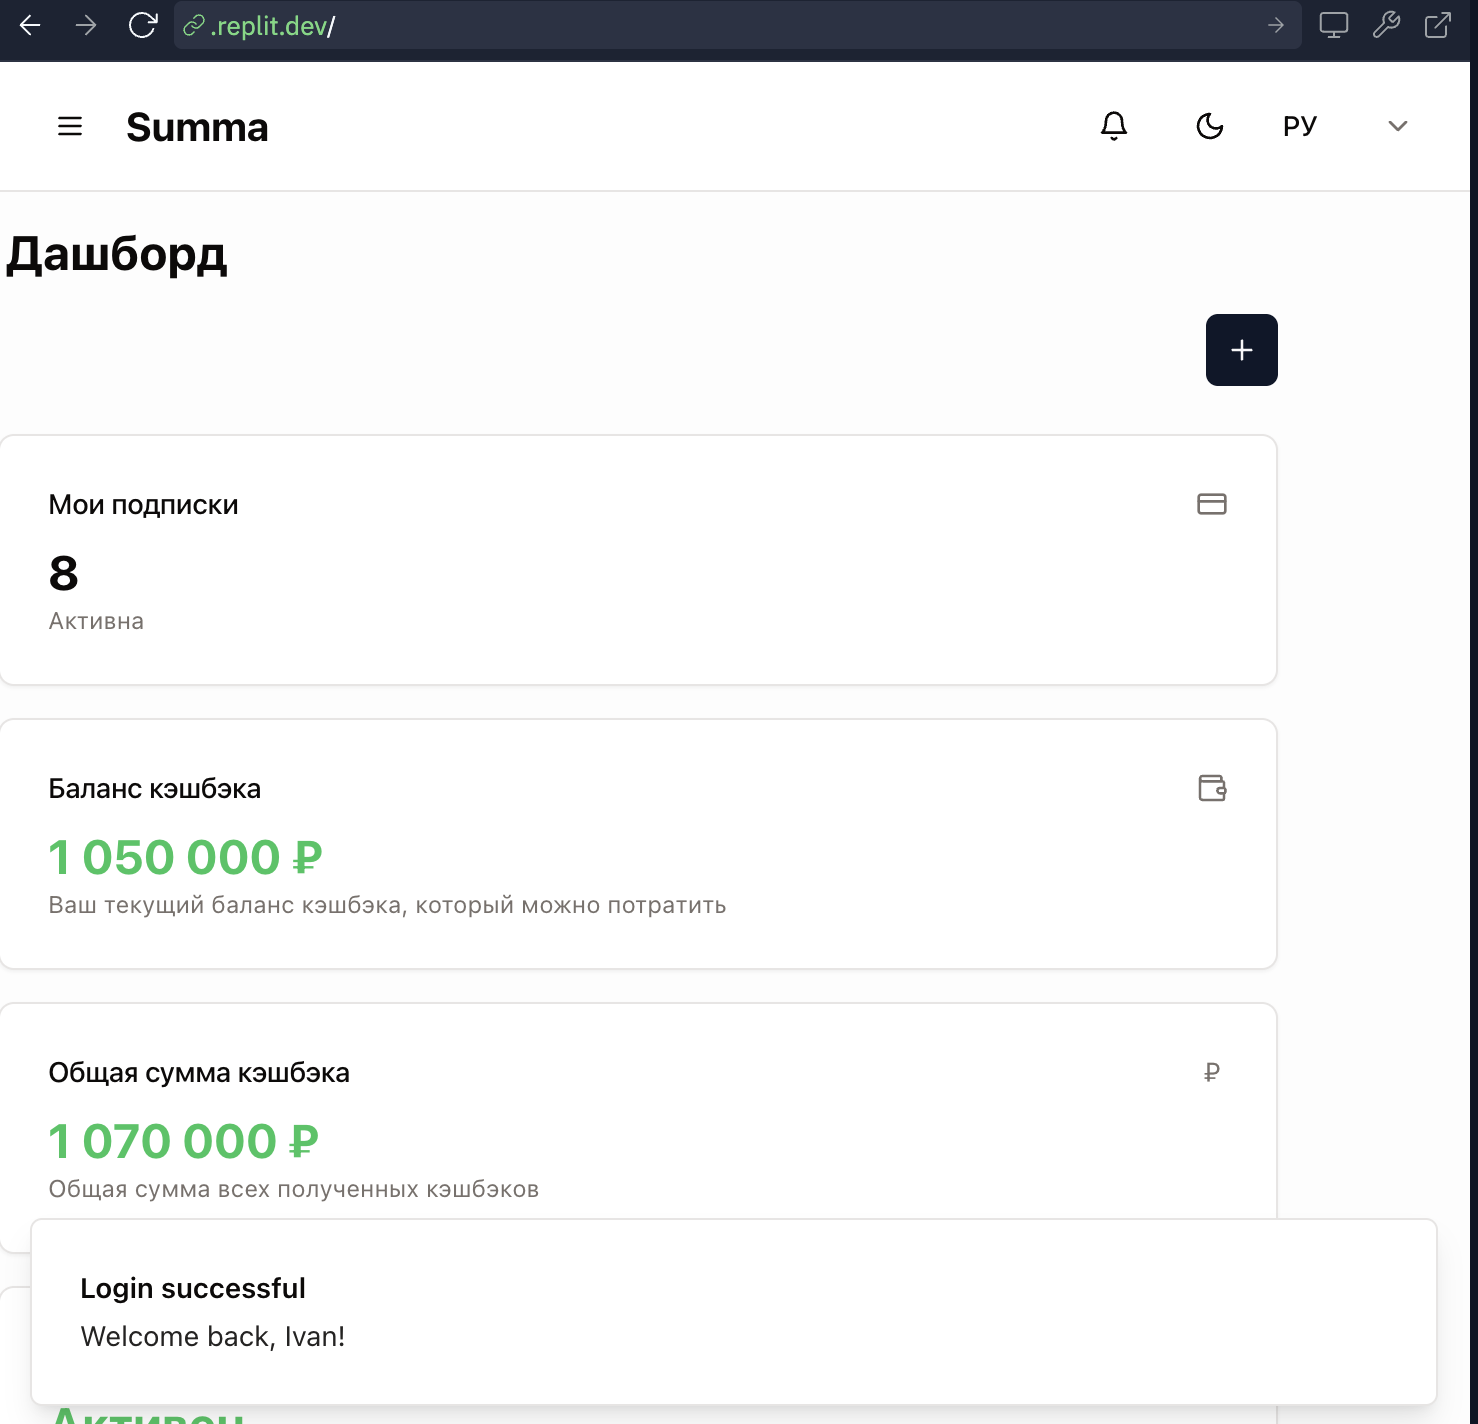 .replit.dev/
Summa
РУ
Дашборд
Мои подписки
8
Активна
Баланс кэшбэка
1 050 000 ₽
Ваш текущий баланс кэшбэка, который можно потратить
Общая сумма кэшбэка
₽
1 070 000 ₽
Общая сумма всех полученных кэшбэков
Login successful
Welcome back, Ivan!